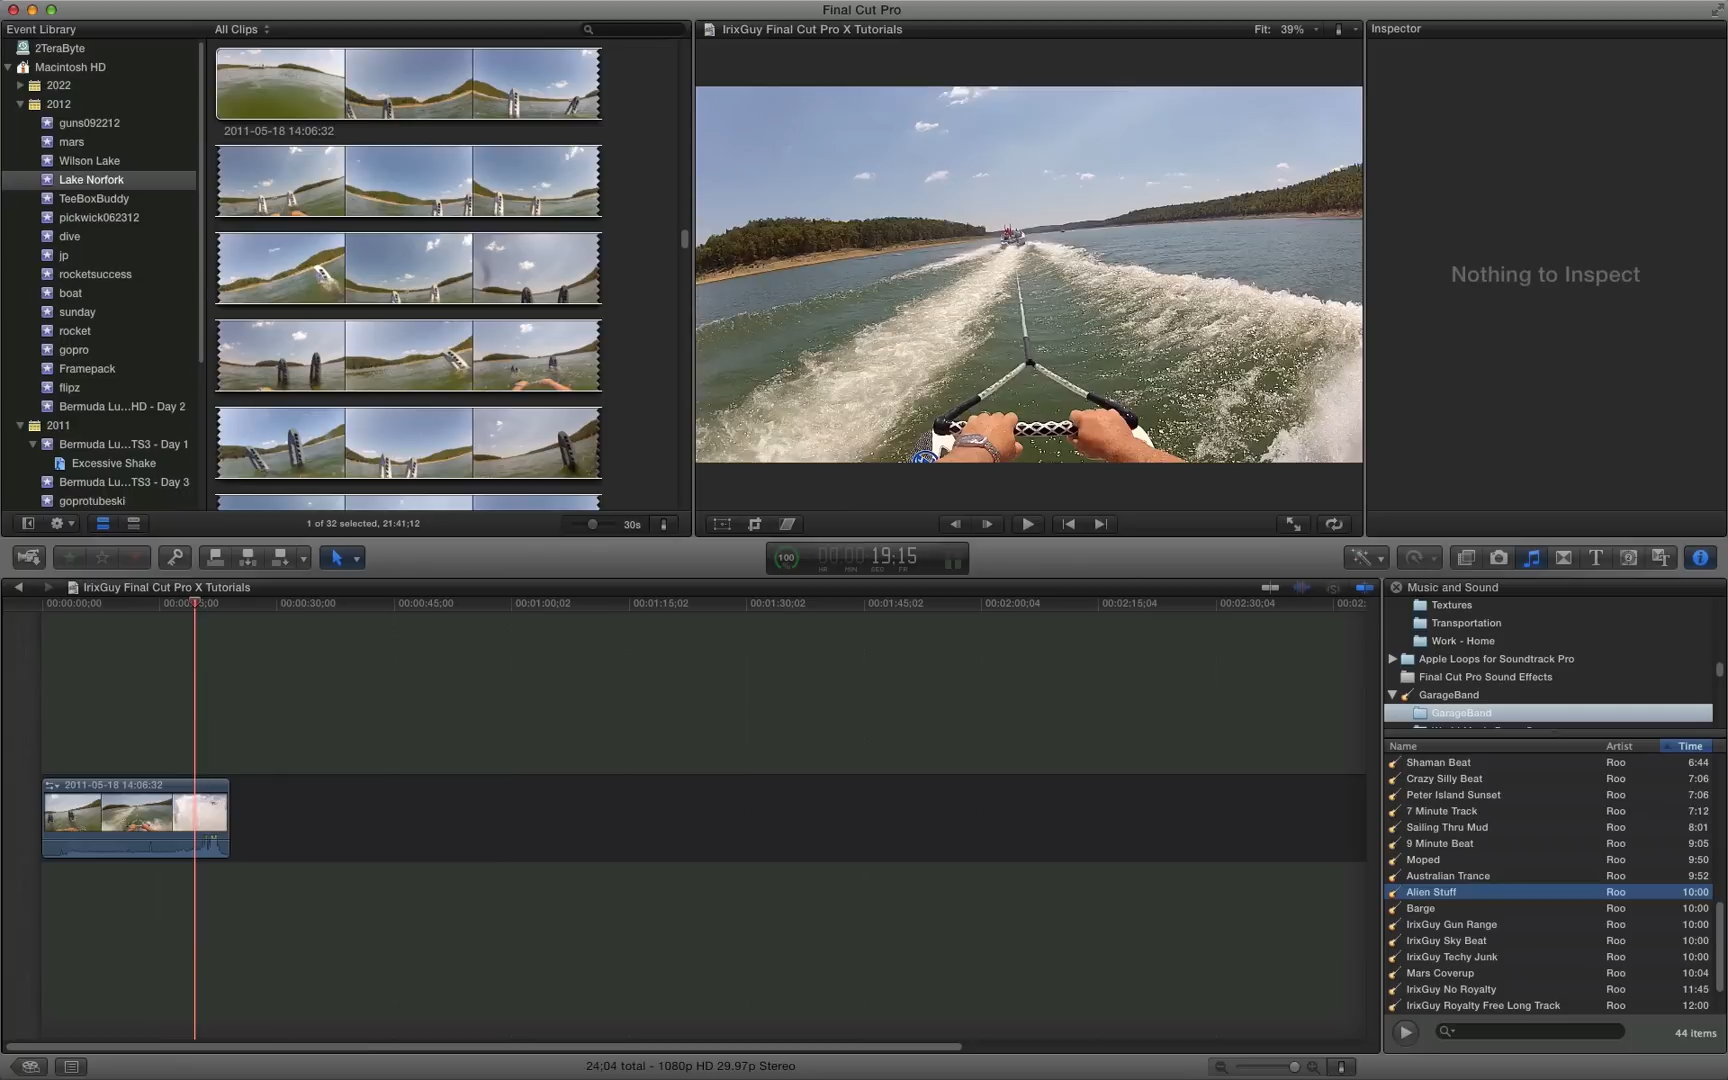 Final Cut Pro
Event Library
All Clips
IrixGuy Final Cut Pro X Tutorials
Fit: 39%
Inspector
2TeraByte
Macintosh HD
2022
2012
guns092212
mars
Wilson Lake
Lake Norfork
TeeBoxBuddy
pickwick062312
dive
jp
rocketsuccess
boat
sunday
rocket
gopro
Framepack
flipz
Bermuda Lu...HD - Day 2
2011
Bermuda Lu...TS3 - Day 1
Excessive Shake
Bermuda Lu...TS3 - Day 3
goprotubeski
2011-05-18 14:06:32
Nothing to Inspect
1 of 32 selected, 21:41;12
30s
100
00:00:19:15
HR MIN SEC FR
IrixGuy Final Cut Pro X Tutorials
00:00:00;00
00:00:15;00
00:00:30;00
00:00:45;00
00:01:00;02
00:01:15;02
00:01:30;02
00:01:45;02
00:02:00;04
00:02:15;04
00:02:30;04
00:02:
2011-05-18 14:06:32
Music and Sound
Textures
Transportation
Work - Home
Apple Loops for Soundtrack Pro
Final Cut Pro Sound Effects
GarageBand
GarageBand
Name Artist Time
Shaman Beat Roo 6:44
Crazy Silly Beat Roo 7:06
Peter Island Sunset Roo 7:06
7 Minute Track Roo 7:12
Sailing Thru Mud Roo 8:01
9 Minute Beat Roo 9:05
Moped Roo 9:50
Australian Trance Roo 9:52
Alien Stuff Roo 10:00
Barge Roo 10:00
IrixGuy Gun Range Roo 10:00
IrixGuy Sky Beat Roo 10:00
IrixGuy Techy Junk Roo 10:00
Mars Coverup Roo 10:04
IrixGuy No Royalty Roo 11:45
IrixGuy Royalty Free Long Track Roo 12:00
44 items
24;04 total - 1080p HD 29.97p Stereo